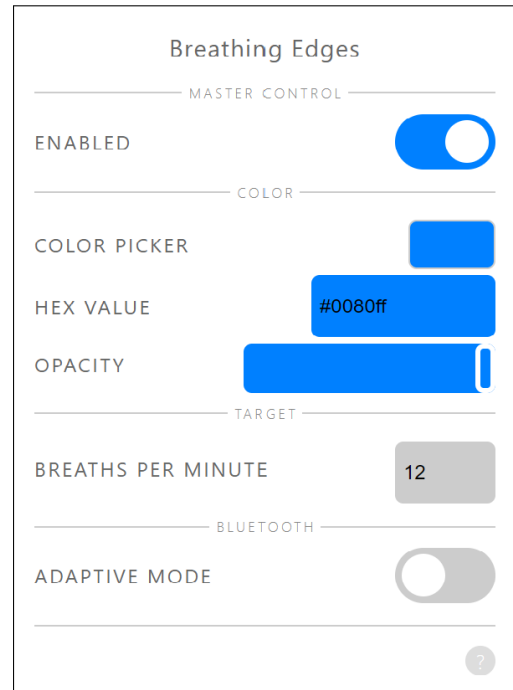 Breathing Edges
MASTER CONTROL
ENABLED
COLOR
COLOR PICKER
HEX VALUE #0080ff
OPACITY
TARGET
BREATHS PER MINUTE 12
BLUETOOTH
ADAPTIVE MODE
?